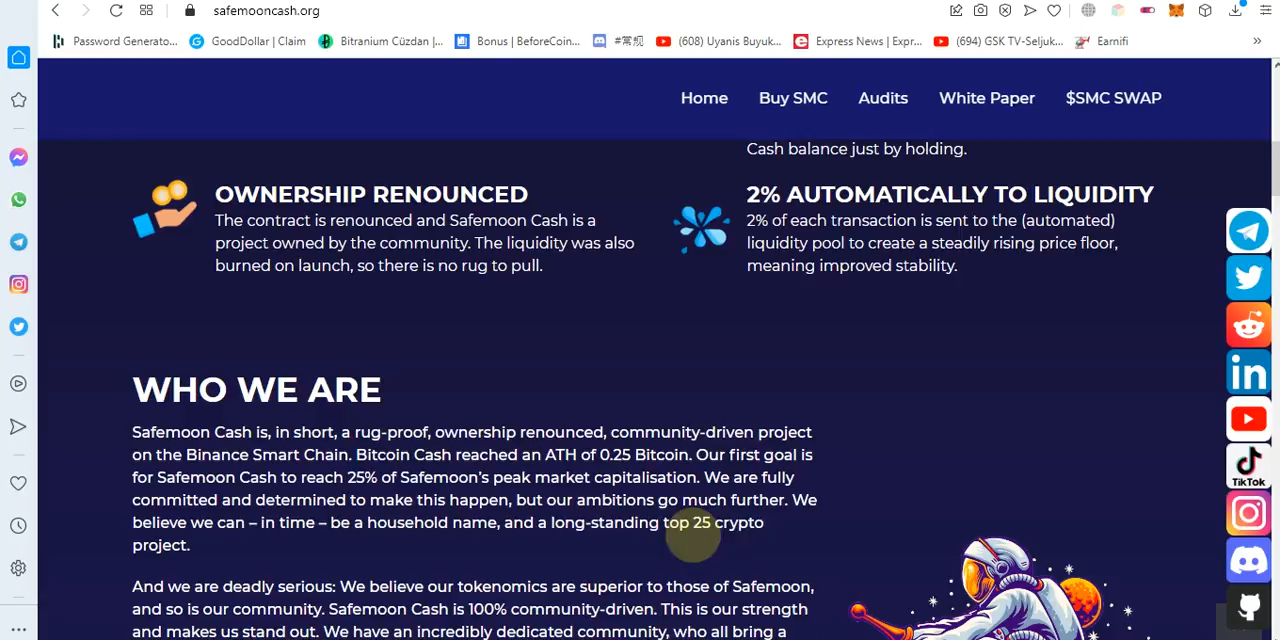 safemooncash.org
Password Generato... GoodDollar | Claim Bitranium Cüzdan |... Bonus | BeforeCoin... #常规 (608) Uyanis Buyuk... Express News | Expr... (694) GSK TV-Seljuk... Earnifi »
Home Buy SMC Audits White Paper $SMC SWAP
Cash balance just by holding.
OWNERSHIP RENOUNCED
The contract is renounced and Safemoon Cash is a
project owned by the community. The liquidity was also
burned on launch, so there is no rug to pull.
2% AUTOMATICALLY TO LIQUIDITY
2% of each transaction is sent to the (automated)
liquidity pool to create a steadily rising price floor,
meaning improved stability.
WHO WE ARE
Safemoon Cash is, in short, a rug-proof, ownership renounced, community-driven project
on the Binance Smart Chain. Bitcoin Cash reached an ATH of 0.25 Bitcoin. Our first goal is
for Safemoon Cash to reach 25% of Safemoon's peak market capitalisation. We are fully
committed and determined to make this happen, but our ambitions go much further. We
believe we can – in time – be a household name, and a long-standing top 25 crypto
project.
And we are deadly serious: We believe our tokenomics are superior to those of Safemoon,
and so is our community. Safemoon Cash is 100% community-driven. This is our strength
and makes us stand out. We have an incredibly dedicated community, who all bring a
in
TikTok